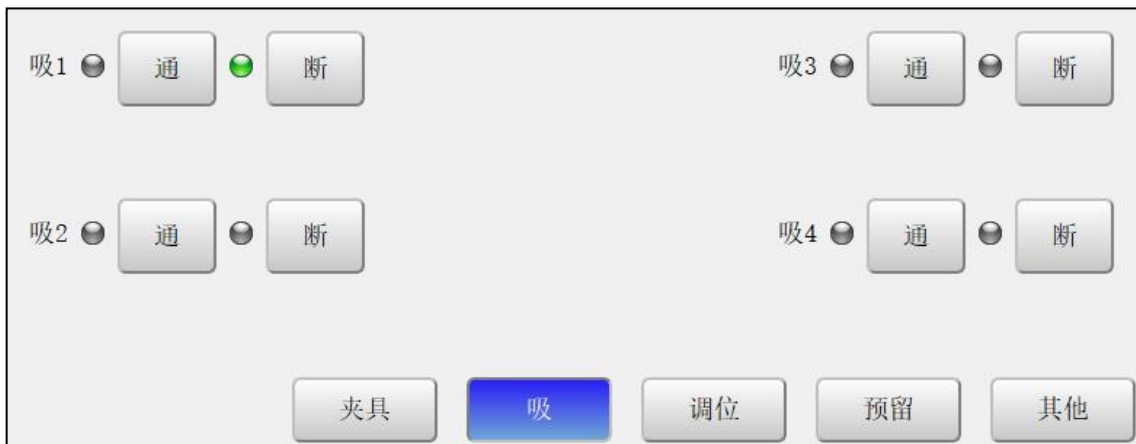 吸1 通 断 吸3 通 断
吸2 通 断 吸4 通 断
夹具 吸 调位 预留 其他